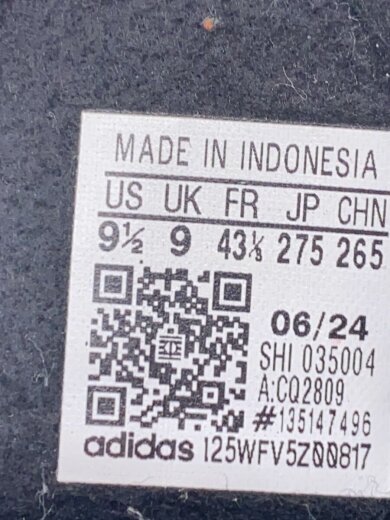 MADE IN INDONESIA
US UK FR JP CHN
9½ 9 43⅓ 275 265
06/24
SHI 035004
A:CQ2809
#135147496
adidas 125WFV5Z00817